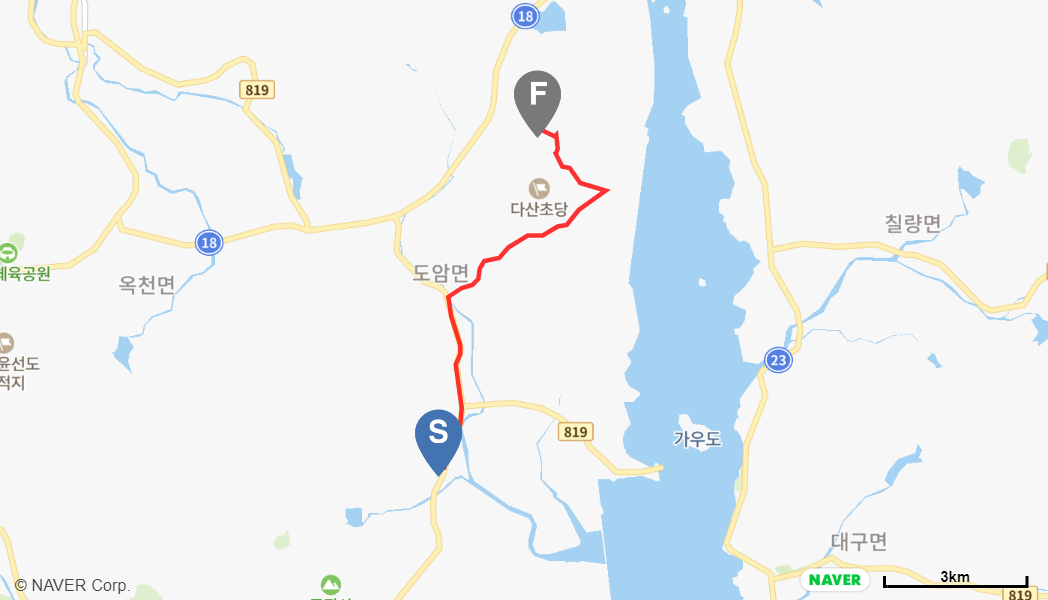 18
F
819
다산초당
칠량면
18
도암면
체육공원
옥천면
윤선도
적지
23
S
819
가우도
대구면
© NAVER Corp.
NAVER
3km
819